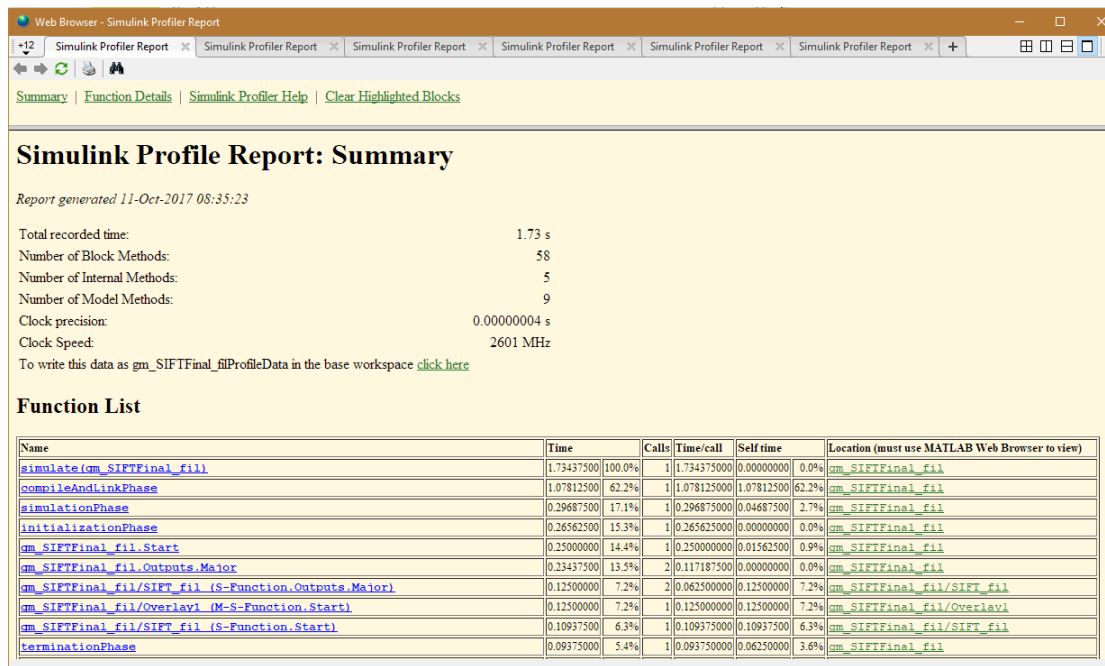 Web Browser - Simulink Profiler Report
+12 Simulink Profiler Report Simulink Profiler Report Simulink Profiler Report Simulink Profiler Report Simulink Profiler Report Simulink Profiler Report
Summary | Function Details | Simulink Profiler Help | Clear Highlighted Blocks
Simulink Profile Report: Summary
Report generated 11-Oct-2017 08:35:23
Total recorded time: 1.73 s
Number of Block Methods: 58
Number of Internal Methods: 5
Number of Model Methods: 9
Clock precision: 0.00000004 s
Clock Speed: 2601 MHz
To write this data as gm_SIFTFinal_filProfileData in the base workspace click here
Function List
Name Time Calls Time/call Self time Location (must use MATLAB Web Browser to view)
simulate(gm_SIFTFinal_fil) 1.73437500 100.0% 1 1.734375000 0.00000000 0.0% gm_SIFTFinal_fil
compileAndLinkPhase 1.07812500 62.2% 1 1.078125000 1.07812500 62.2% gm_SIFTFinal_fil
simulationPhase 0.29687500 17.1% 1 0.296875000 0.04687500 2.7% gm_SIFTFinal_fil
initializationPhase 0.26562500 15.3% 1 0.265625000 0.00000000 0.0% gm_SIFTFinal_fil
gm_SIFTFinal_fil.Start 0.25000000 14.4% 1 0.250000000 0.01562500 0.9% gm_SIFTFinal_fil
gm_SIFTFinal_fil.Outputs.Major 0.23437500 13.5% 2 0.117187500 0.00000000 0.0% gm_SIFTFinal_fil
gm_SIFTFinal_fil/SIFT_fil (S-Function.Outputs.Major) 0.12500000 7.2% 2 0.062500000 0.12500000 7.2% gm_SIFTFinal_fil/SIFT_fil
gm_SIFTFinal_fil/Overlay1 (M-S-Function.Start) 0.12500000 7.2% 1 0.125000000 0.12500000 7.2% gm_SIFTFinal_fil/Overlay1
gm_SIFTFinal_fil/SIFT_fil (S-Function.Start) 0.10937500 6.3% 1 0.109375000 0.10937500 6.3% gm_SIFTFinal_fil/SIFT_fil
terminationPhase 0.09375000 5.4% 1 0.093750000 0.06250000 3.6% gm_SIFTFinal_fil